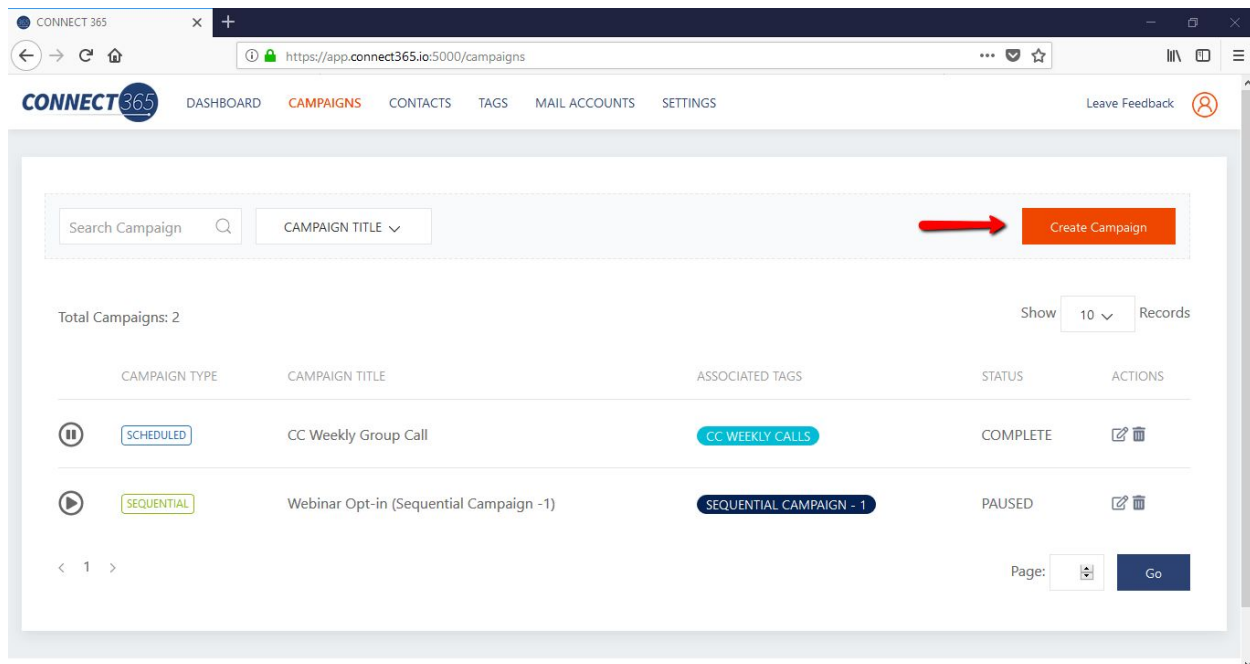 CONNECT 365
https://app.connect365.io:5000/campaigns
CONNECT 365 DASHBOARD CAMPAIGNS CONTACTS TAGS MAIL ACCOUNTS SETTINGS Leave Feedback
Search Campaign CAMPAIGN TITLE Create Campaign
Total Campaigns: 2 Show 10 Records
CAMPAIGN TYPE CAMPAIGN TITLE ASSOCIATED TAGS STATUS ACTIONS
SCHEDULED CC Weekly Group Call CC WEEKLY CALLS COMPLETE
SEQUENTIAL Webinar Opt-in (Sequential Campaign -1) SEQUENTIAL CAMPAIGN - 1 PAUSED
< 1 > Page: Go